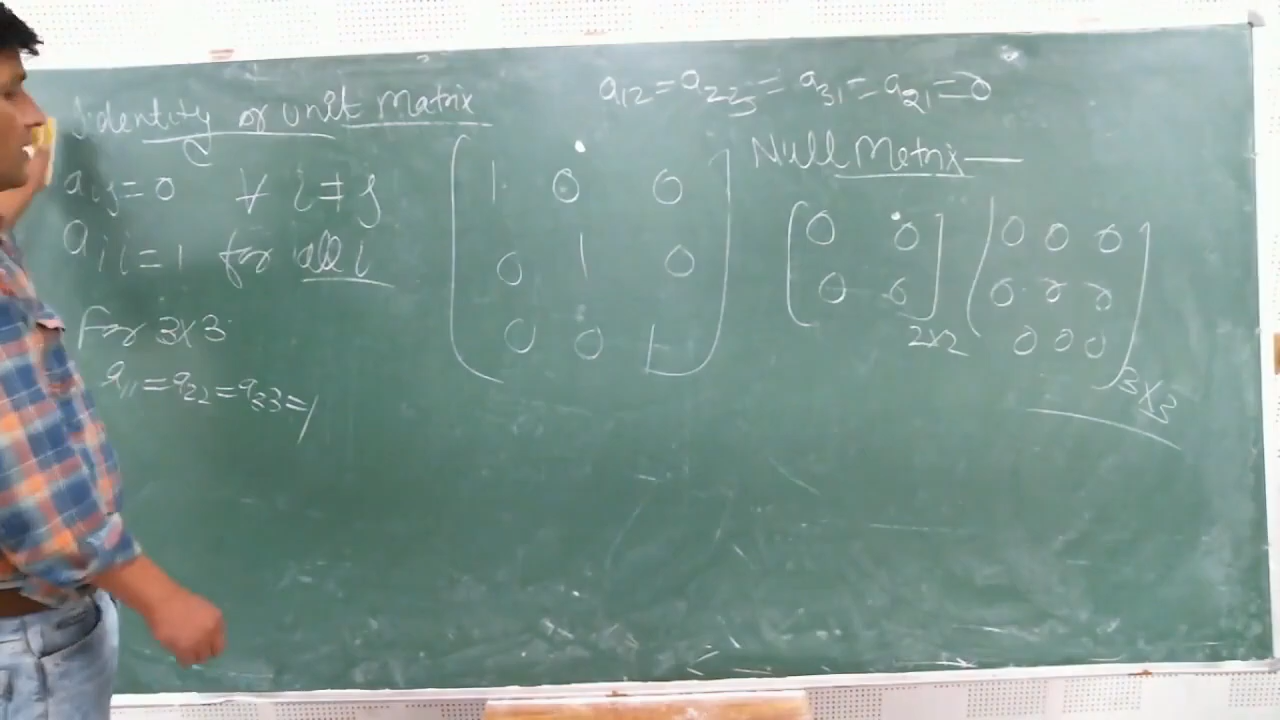 Identity or unit Matrix
aij=0 ∀ i≠j
aii=1 for all i
For 3x3
a11=a22=a33=1
1 0 0
0 1 0
0 0 1
a12=a23=a31=a21=0
Null Metrix
0 0
0 0
2x2
0 0 0
0 0 0
0 0 0
3x3